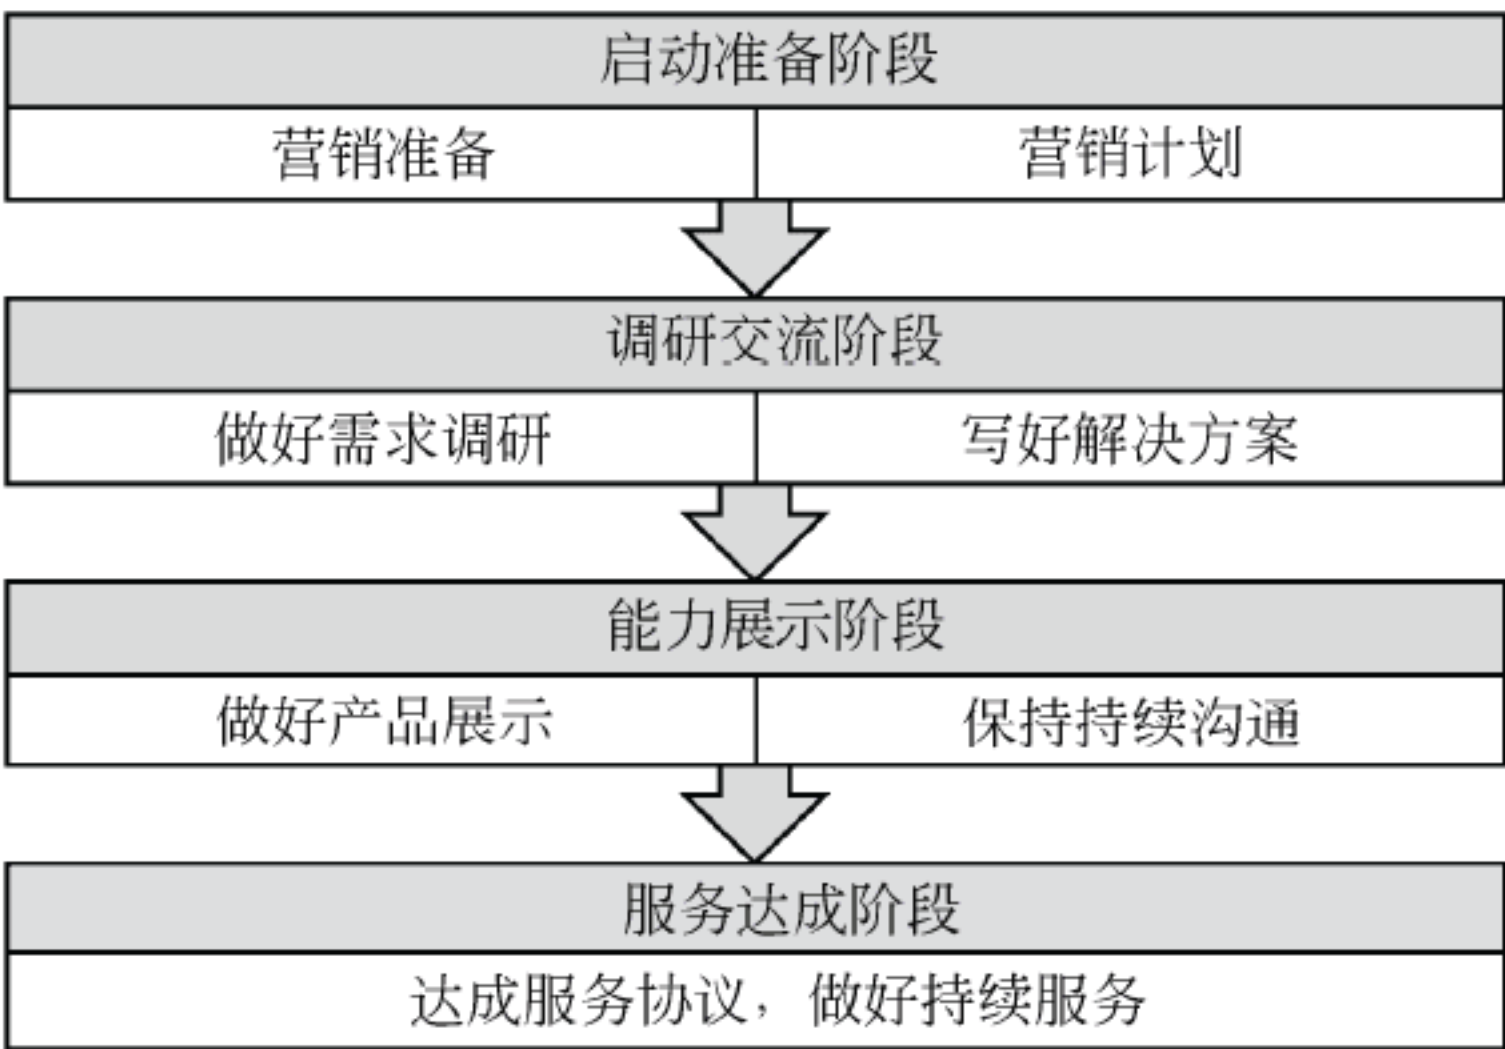 启动准备阶段
营销准备 营销计划
调研交流阶段
做好需求调研 写好解决方案
能力展示阶段
做好产品展示 保持持续沟通
服务达成阶段
达成服务协议，做好持续服务